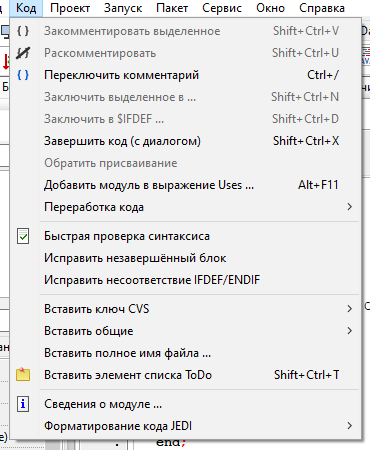 Код Проект Запуск Пакет Сервис Окно Справка
Закомментировать выделенное Shift+Ctrl+V
Раскомментировать Shift+Ctrl+U
Переключить комментарий Ctrl+/
Заключить выделенное в ... Shift+Ctrl+N
Заключить в $IFDEF ... Shift+Ctrl+D
Завершить код (с диалогом) Shift+Ctrl+X
Обратить присваивание
Добавить модуль в выражение Uses ... Alt+F11
Переработка кода
Быстрая проверка синтаксиса
Исправить незавершённый блок
Исправить несоответствие IFDEF/ENDIF
Вставить ключ CVS
Вставить общие
Вставить полное имя файла ...
Вставить элемент списка ToDo Shift+Ctrl+T
Сведения о модуле ...
Форматирование кода JEDI
end;